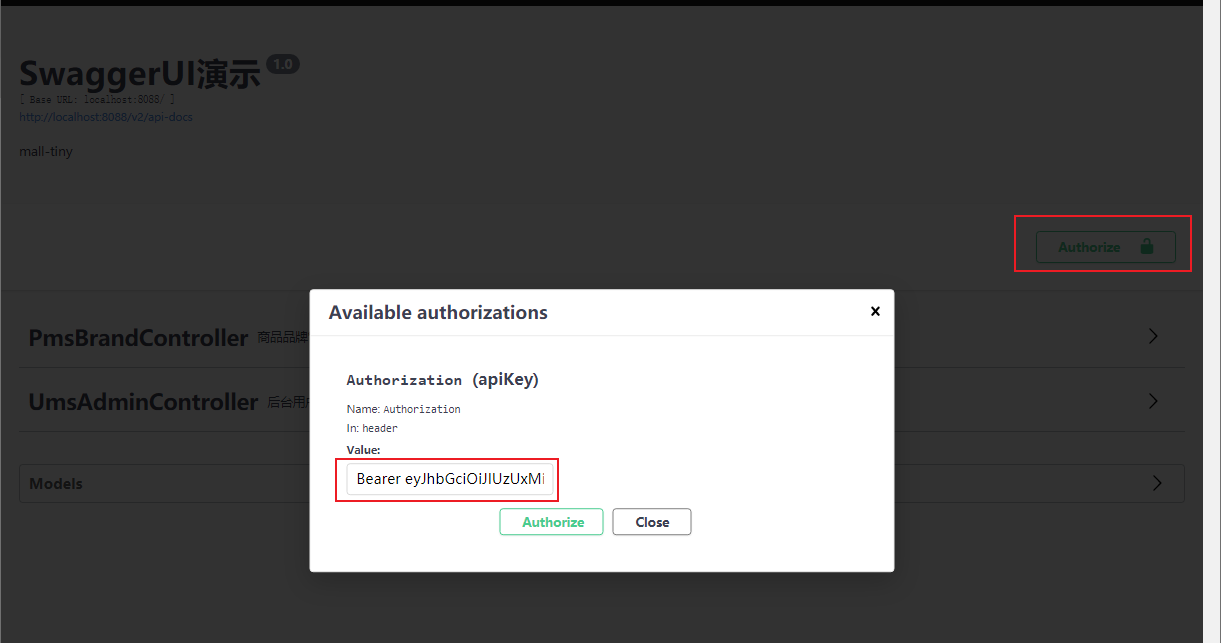 SwaggerUI演示 1.0
[ Base URL: localhost:8088/ ]
http://localhost:8088/v2/api-docs
mall-tiny
Authorize
Available authorizations
×
PmsBrandController 商品品牌
Authorization (apiKey)
UmsAdminController 后台用户
Name: Authorization
In: header
Value:
Bearer eyJhbGciOiJIUzUxMi
Models
Authorize
Close